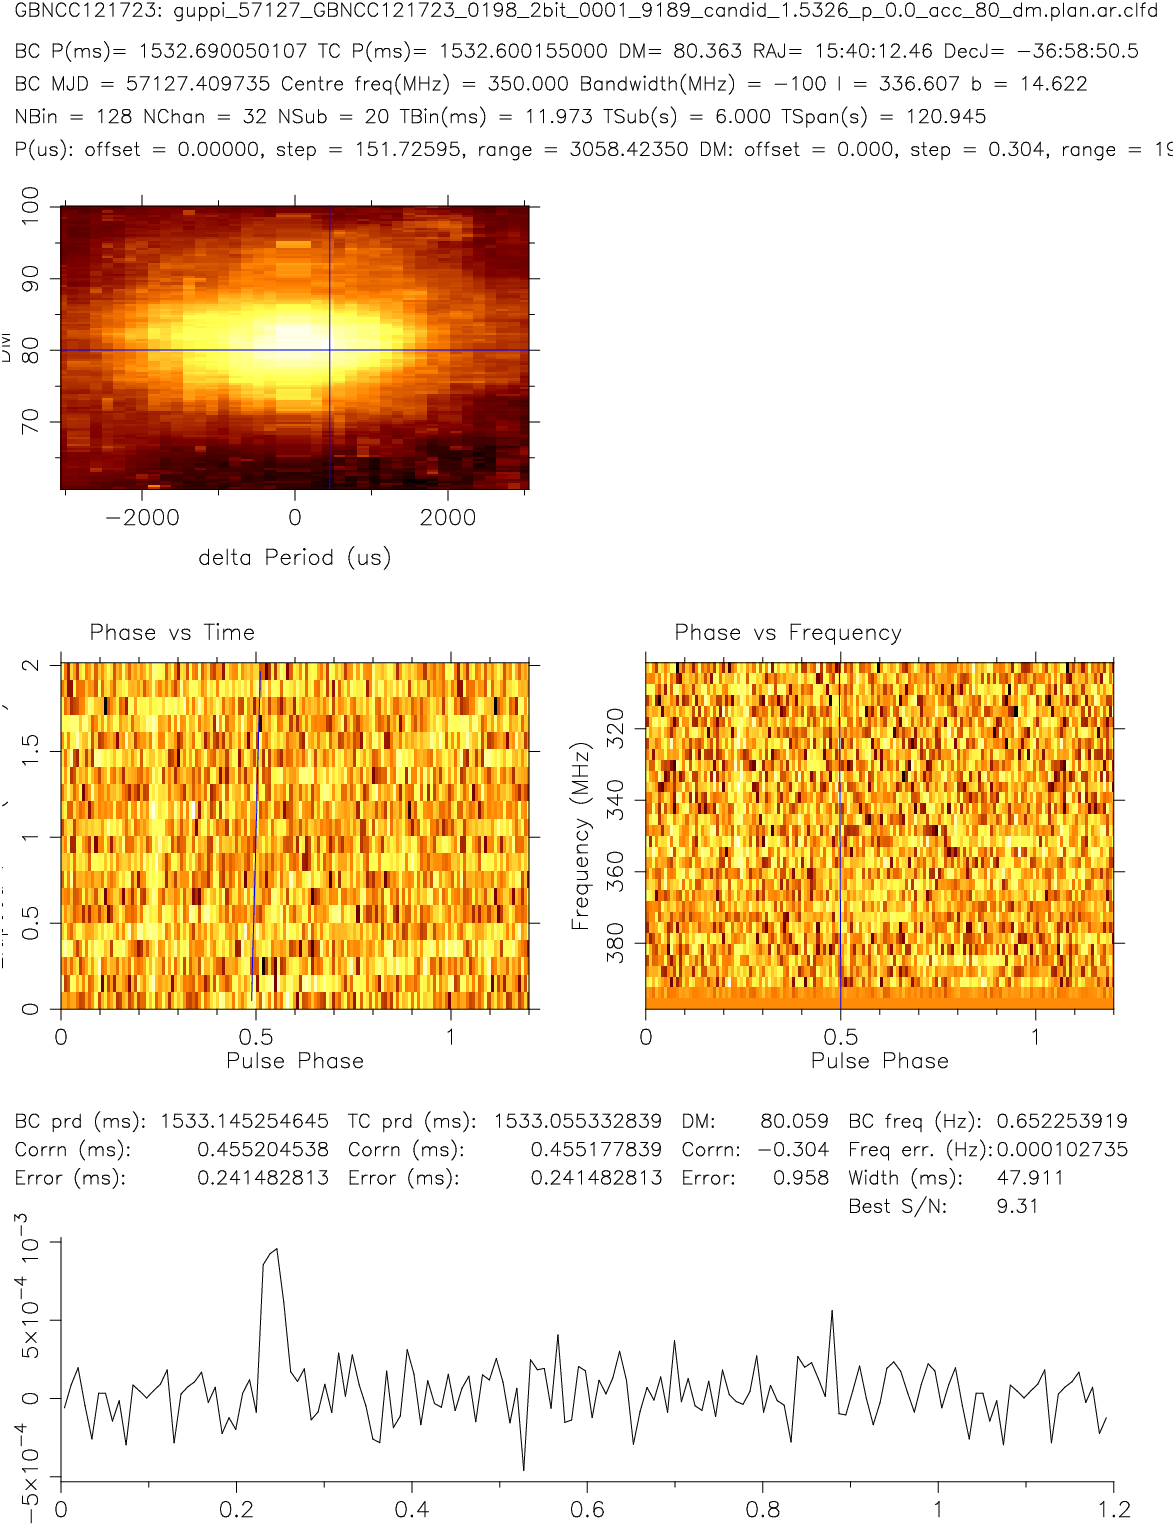 GBNCC121723: guppi_57127_GBNCC121723_0198_2bit_0001_9189_candid_1.5326_p_0.0_acc_80_dm.plan.ar.clfd
BC P(ms)= 1532.690050107 TC P(ms)= 1532.600155000 DM= 80.363 RAJ= 15:40:12.46 DecJ= −36:58:50.5
BC MJD = 57127.409735 Centre freq(MHz) = 350.000 Bandwidth(MHz) = −100 l = 336.607 b = 14.622
NBin = 128 NChan = 32 NSub = 20 TBin(ms) = 11.973 TSub(s) = 6.000 TSpan(s) = 120.945
P(us): offset = 0.00000, step = 151.72595, range = 3058.42350 DM: offset = 0.000, step = 0.304, range =
100
90
80
70
DM
−2000 0 2000
delta Period (us)
Phase vs Time
2
1.5
1
0.5
0
0 0.5 1
Pulse Phase
Phase vs Frequency
Frequency (MHz)
320
340
360
380
0 0.5 1
Pulse Phase
BC prd (ms): 1533.145254645 TC prd (ms): 1533.055332839 DM: 80.059 BC freq (Hz): 0.652253919
Corrn (ms): 0.455204538 Corrn (ms): 0.455177839 Corrn: −0.304 Freq err. (Hz): 0.000102735
Error (ms): 0.241482813 Error (ms): 0.241482813 Error: 0.958 Width (ms): 47.911
Best S/N: 9.31
10−3
5×10−4
0
−5×10−4
0 0.2 0.4 0.6 0.8 1 1.2